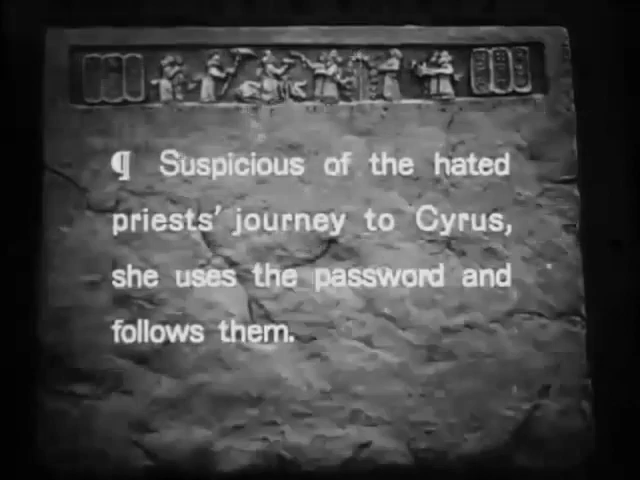 ¶ Suspicious of the hated
priests' journey to Cyrus,
she uses the password and
follows them.